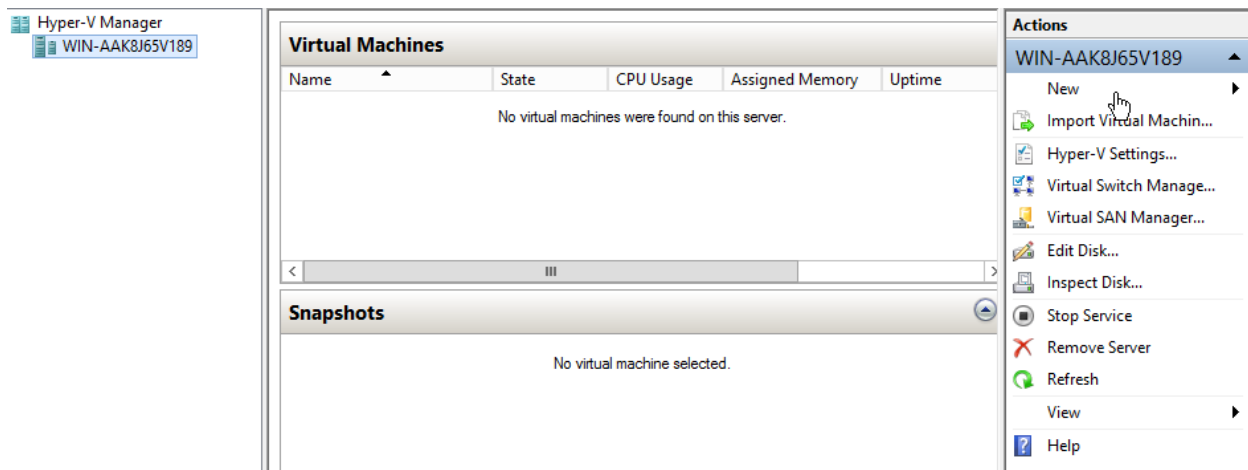 Hyper-V Manager
WIN-AAK8J65V189
Virtual Machines
Name State CPU Usage Assigned Memory Uptime
No virtual machines were found on this server.
Snapshots
No virtual machine selected.
Actions
WIN-AAK8J65V189
New
Import Virtual Machin...
Hyper-V Settings...
Virtual Switch Manage...
Virtual SAN Manager...
Edit Disk...
Inspect Disk...
Stop Service
Remove Server
Refresh
View
Help